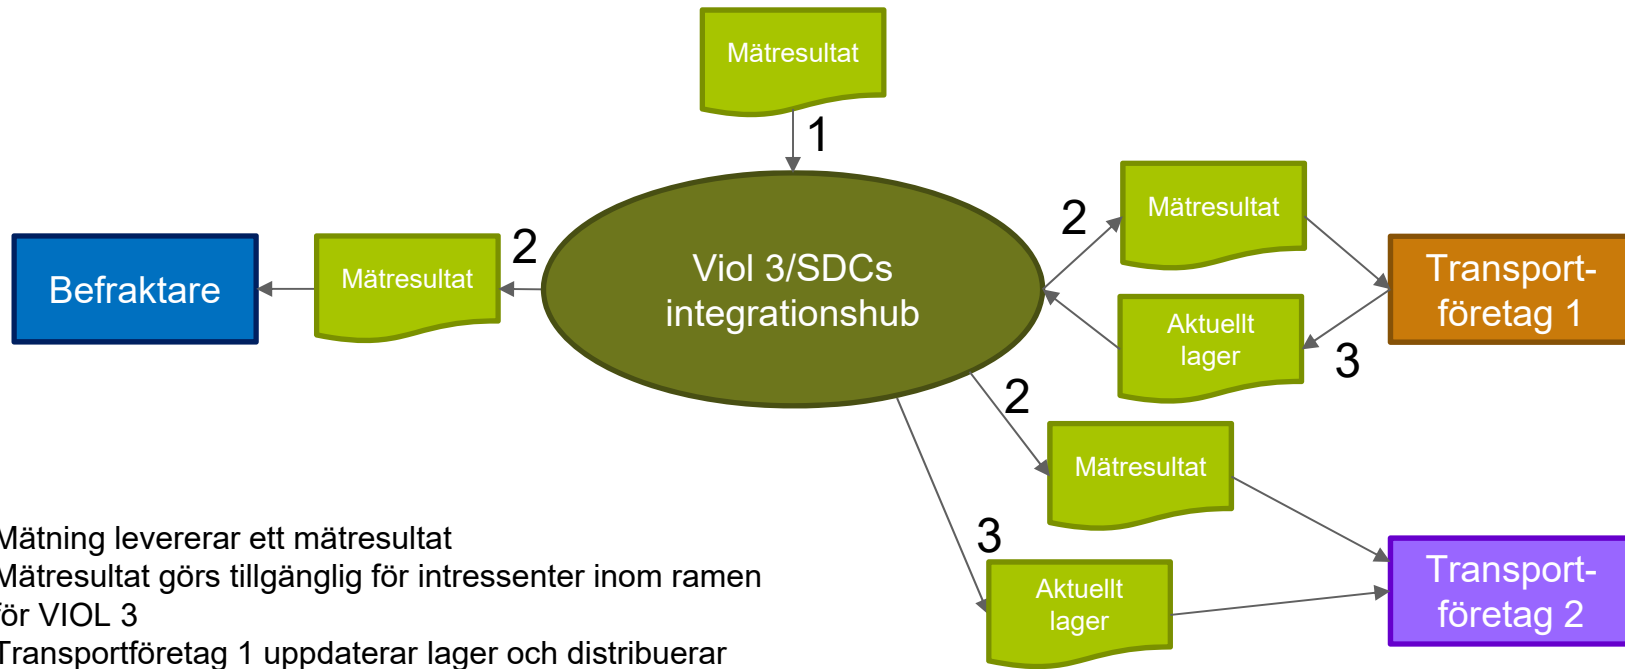 Mätresultat
1
2
Mätresultat
Transport-
företag 1
Befraktare
Mätresultat
2
Viol 3/SDCs
integrationshub
Aktuellt
lager
3
2
Mätresultat
3
Aktuellt
lager
Transport-
företag 2
Mätning levererar ett mätresultat
Mätresultat görs tillgänglig för intressenter inom ramen
för VIOL 3
Transportföretag 1 uppdaterar lager och distribuerar